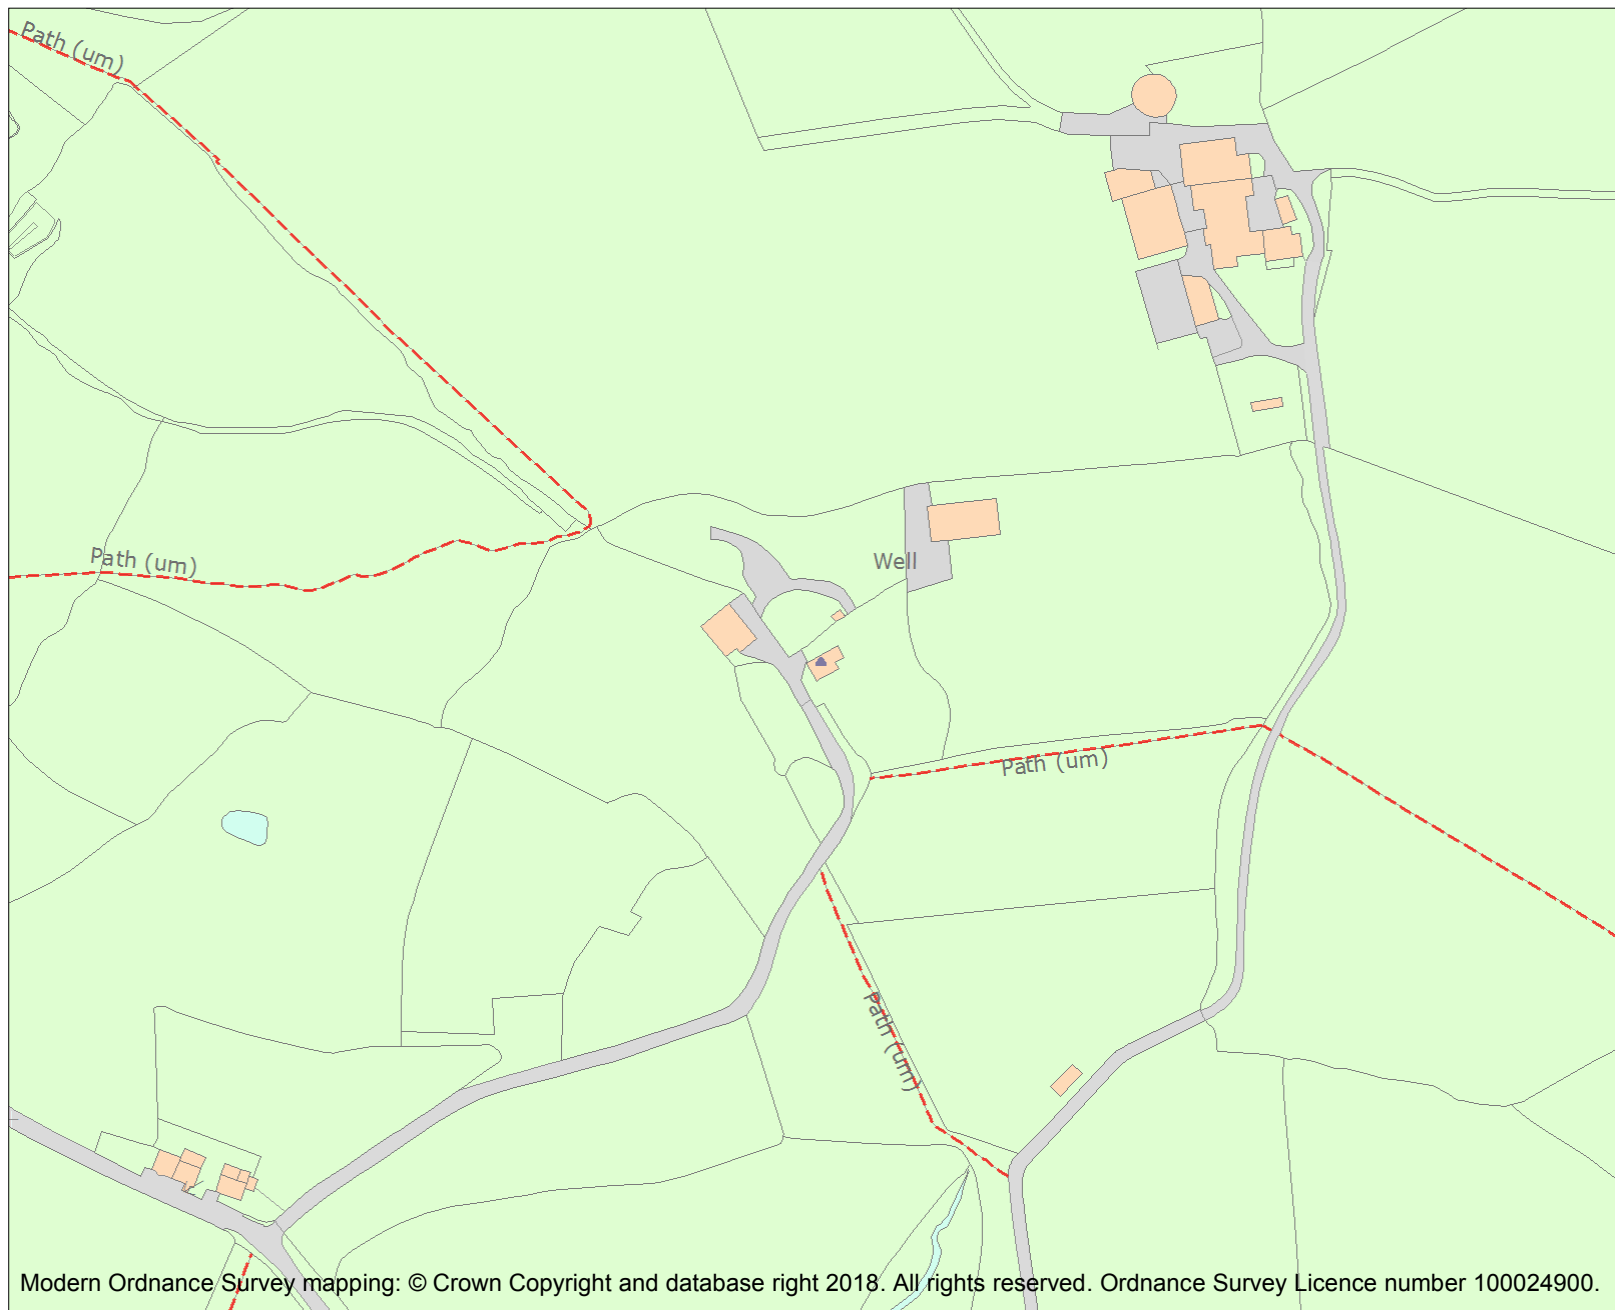 Path (um)
Path (um)
Well
Path (um)
Path (um)
Modern Ordnance Survey mapping: © Crown Copyright and database right 2018. All rights reserved. Ordnance Survey Licence number 100024900.